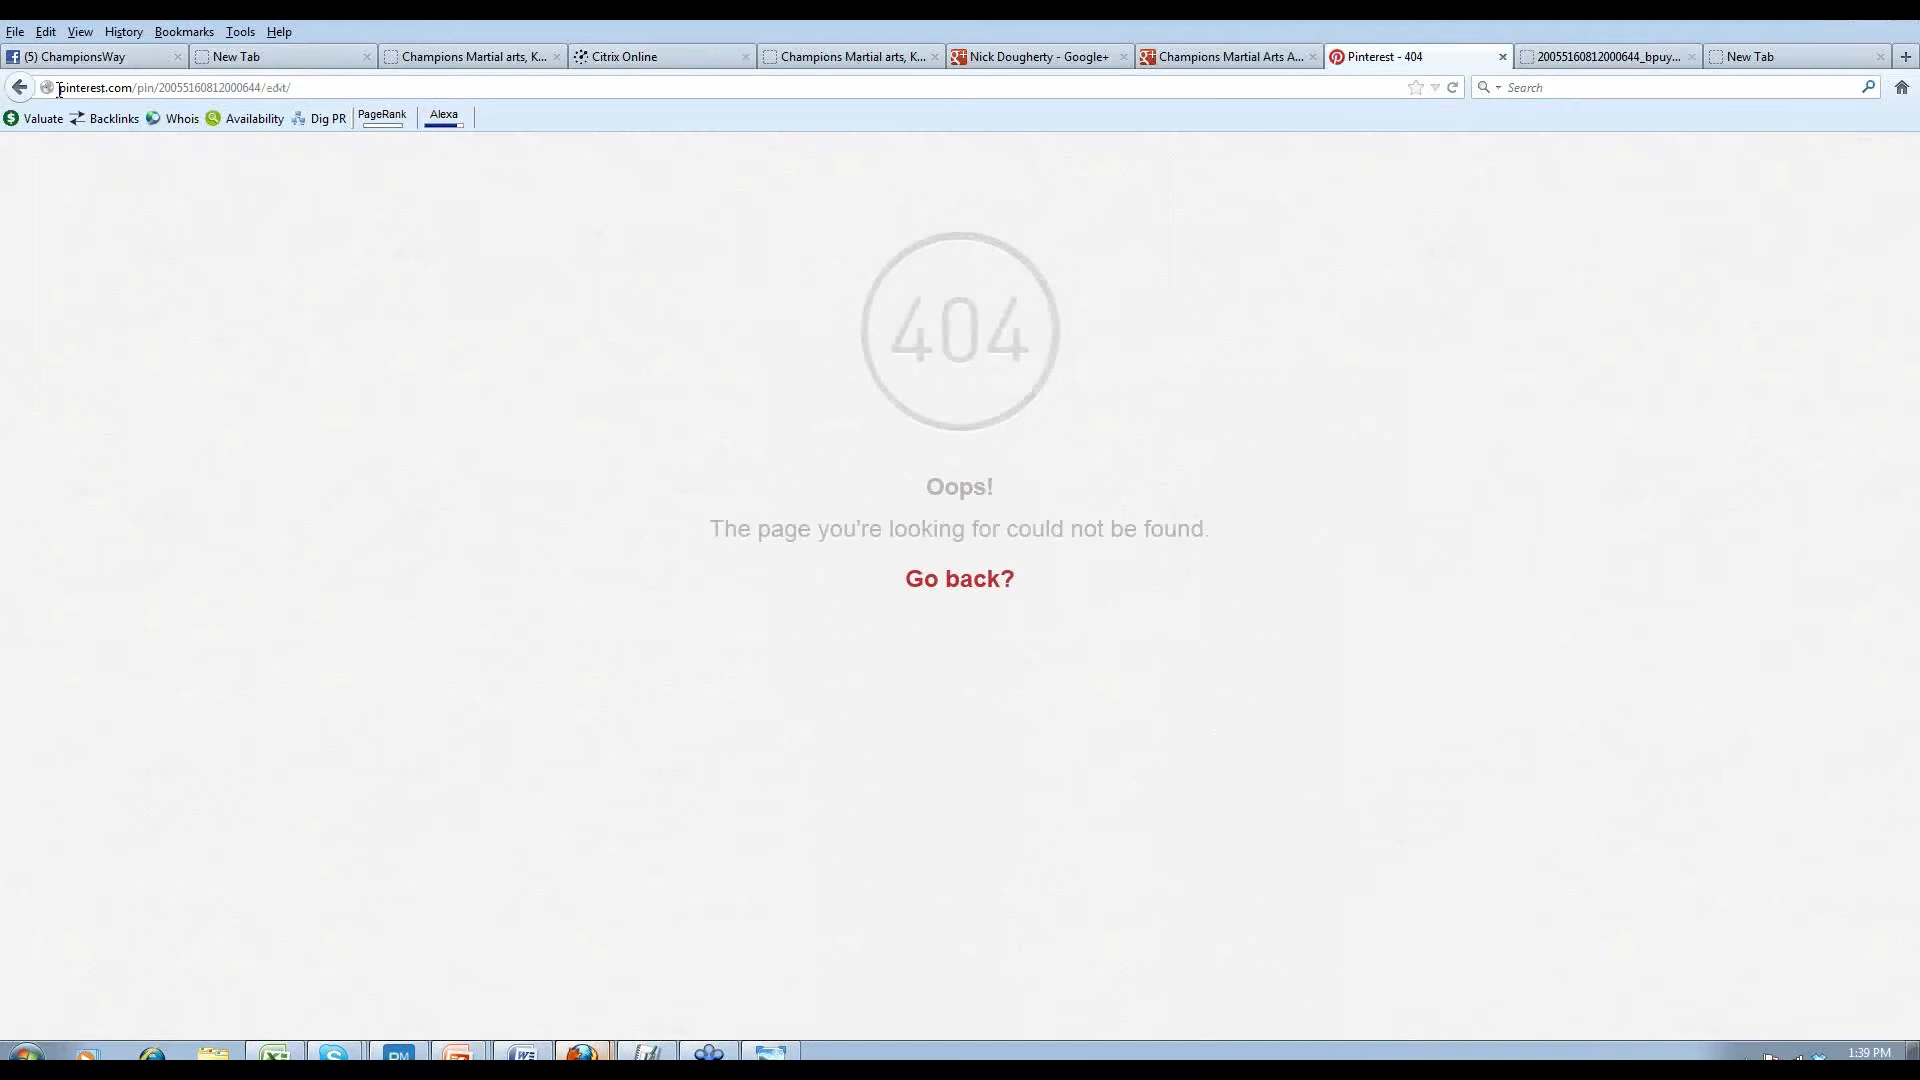 File Edit View History Bookmarks Tools Help
(5) ChampionsWay New Tab Champions Martial arts, K... Citrix Online Champions Martial arts, K... Nick Dougherty - Google+ Champions Martial Arts A... Pinterest - 404 20055160812000644_bpuy... New Tab
pinterest.com/pin/20055160812000644/edit/ Search
Valuate Backlinks Whois Availability Dig PR PageRank Alexa
404
Oops!
The page you're looking for could not be found.
Go back?
1:39 PM